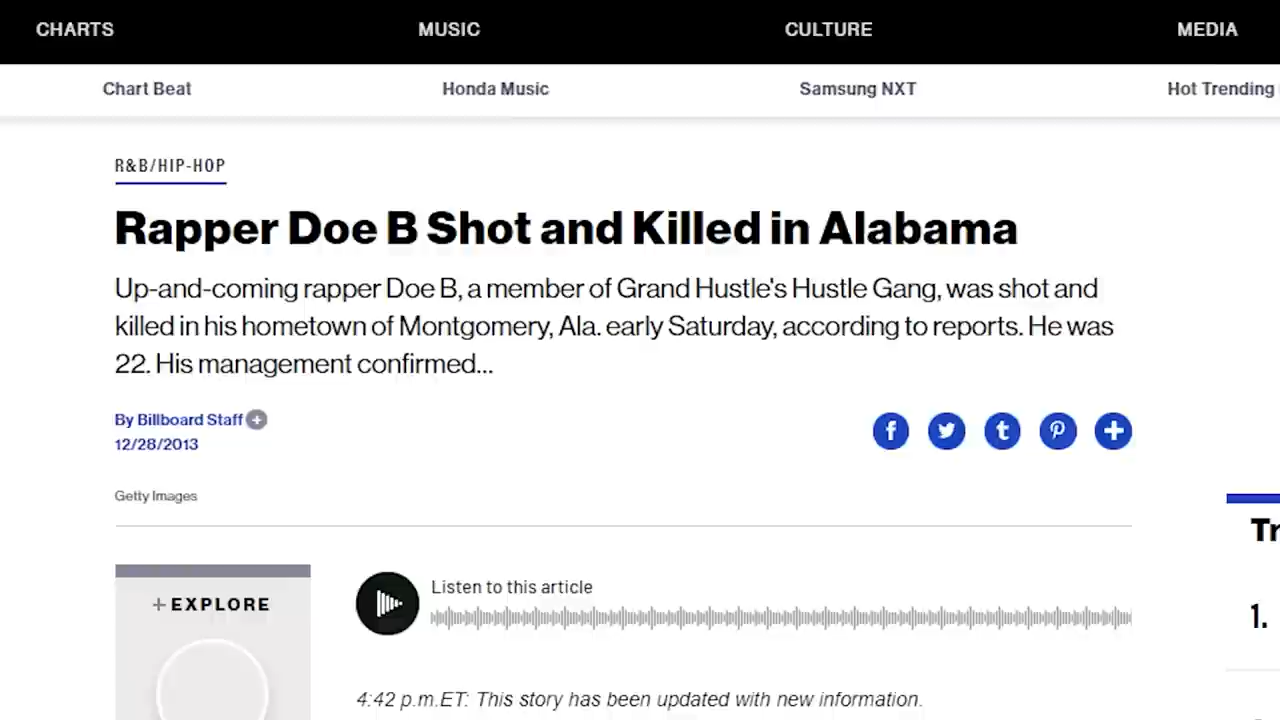 CHARTS MUSIC CULTURE MEDIA
Chart Beat Honda Music Samsung NXT Hot Trending
R&B/HIP-HOP
Rapper Doe B Shot and Killed in Alabama
Up-and-coming rapper Doe B, a member of Grand Hustle's Hustle Gang, was shot and
killed in his hometown of Montgomery, Ala. early Saturday, according to reports. He was
22. His management confirmed...
By Billboard Staff +
12/28/2013
Getty Images
Tr
+EXPLORE
Listen to this article
1.
4:42 p.m.ET: This story has been updated with new information.